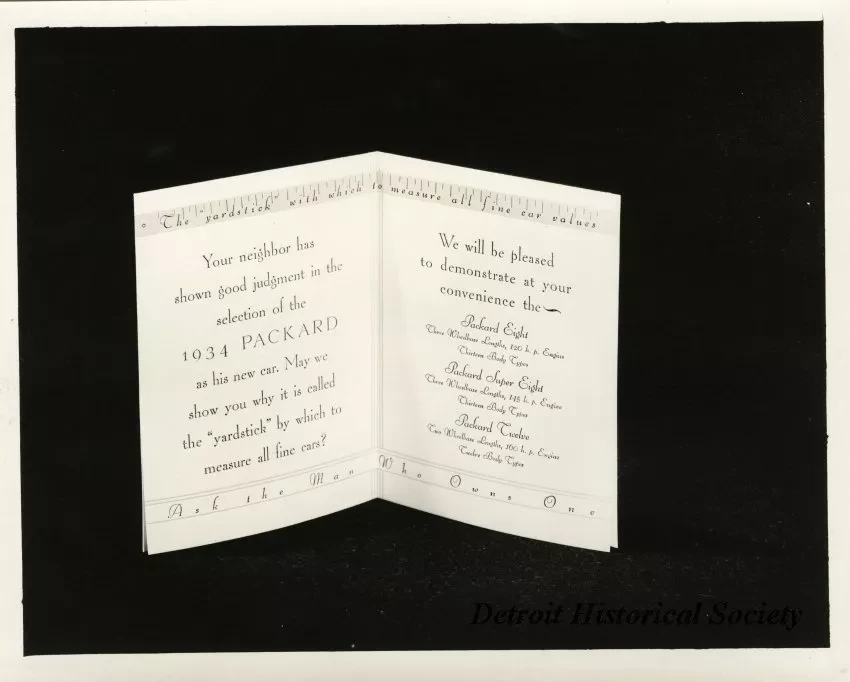 The "yardstick" with which to measure all fine car values
Your neighbor has
shown good judgment in the
selection of the
1934 PACKARD
as his new car. May we
show you why it is called
the "yardstick" by which to
measure all fine cars?
We will be pleased
to demonstrate at your
convenience the
Packard Eight
Three Wheelbase Lengths, 120 h. p. Engine
Thirteen Body Types
Packard Super Eight
Three Wheelbase Lengths, 145 h. p. Engine
Thirteen Body Types
Packard Twelve
Two Wheelbase Lengths, 160 h. p. Engine
Twelve Body Types
Ask the Man Who Owns One
Detroit Historical Society